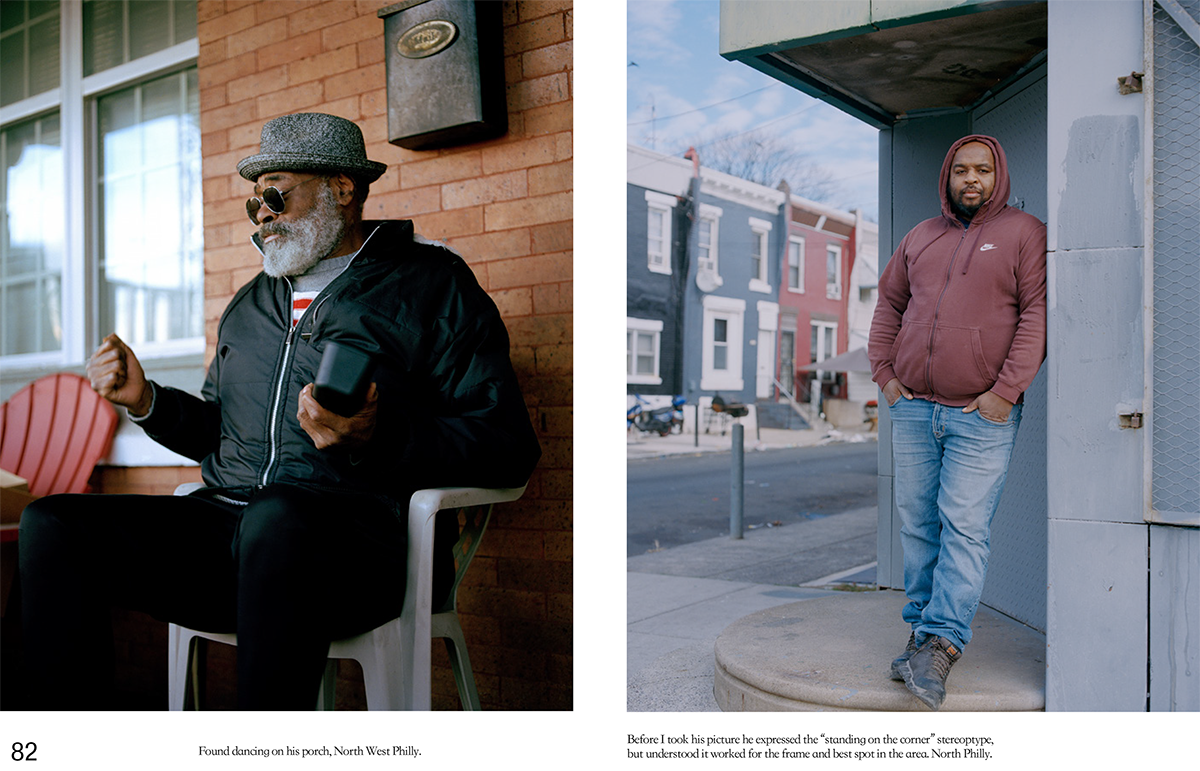 82
Found dancing on his porch, North West Philly.
Before I took his picture he expressed the “standing on the corner” stereoptype,
but understood it worked for the frame and best spot in the area. North Philly.